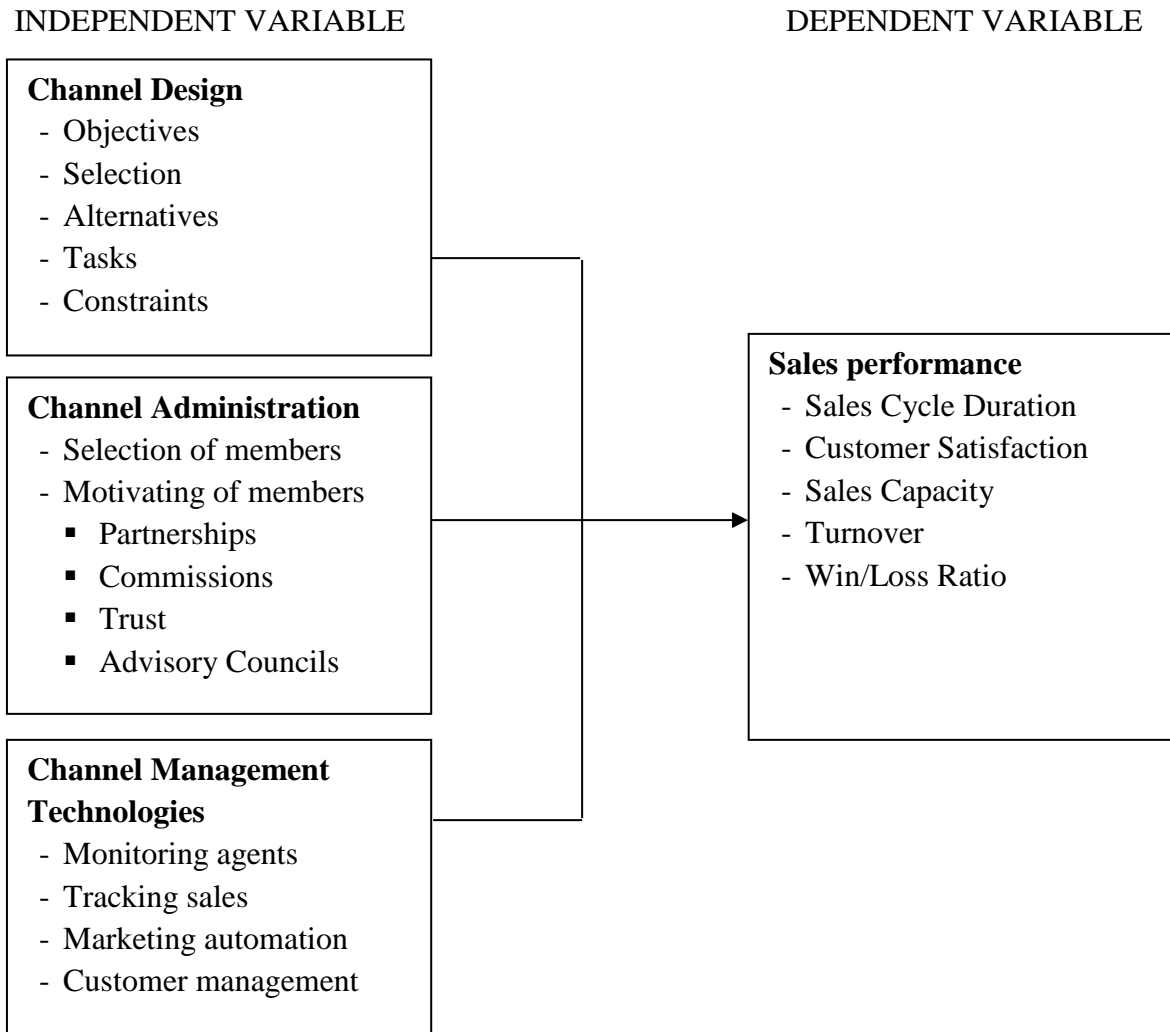 INDEPENDENT VARIABLE
DEPENDENT VARIABLE
Channel Design
- Objectives
- Selection
- Alternatives
- Tasks
- Constraints
Channel Administration
- Selection of members
- Motivating of members
▪ Partnerships
▪ Commissions
▪ Trust
▪ Advisory Councils
Channel Management
Technologies
- Monitoring agents
- Tracking sales
- Marketing automation
- Customer management
Sales performance
- Sales Cycle Duration
- Customer Satisfaction
- Sales Capacity
- Turnover
- Win/Loss Ratio